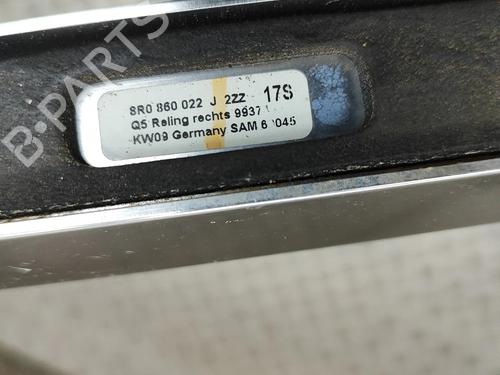 8R0 860 022 J 2ZZ 17S
Q5 Reling rechts 9937
KW09 Germany SAM 6 045
B-PARTS